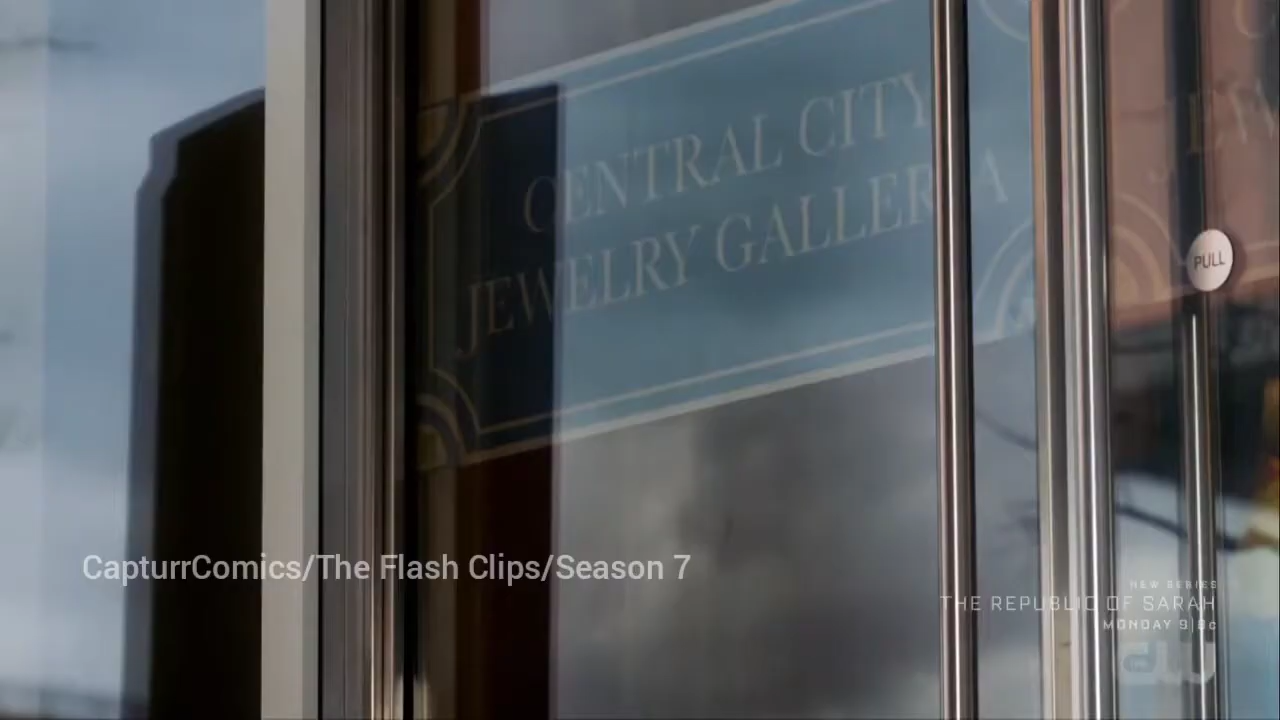 CENTRAL CITY
JEWELRY GALLERIA
PULL
CapturrComics/The Flash Clips/Season 7
NEW SERIES
THE REPUBLIC OF SARAH
MONDAY 9|8c
CW